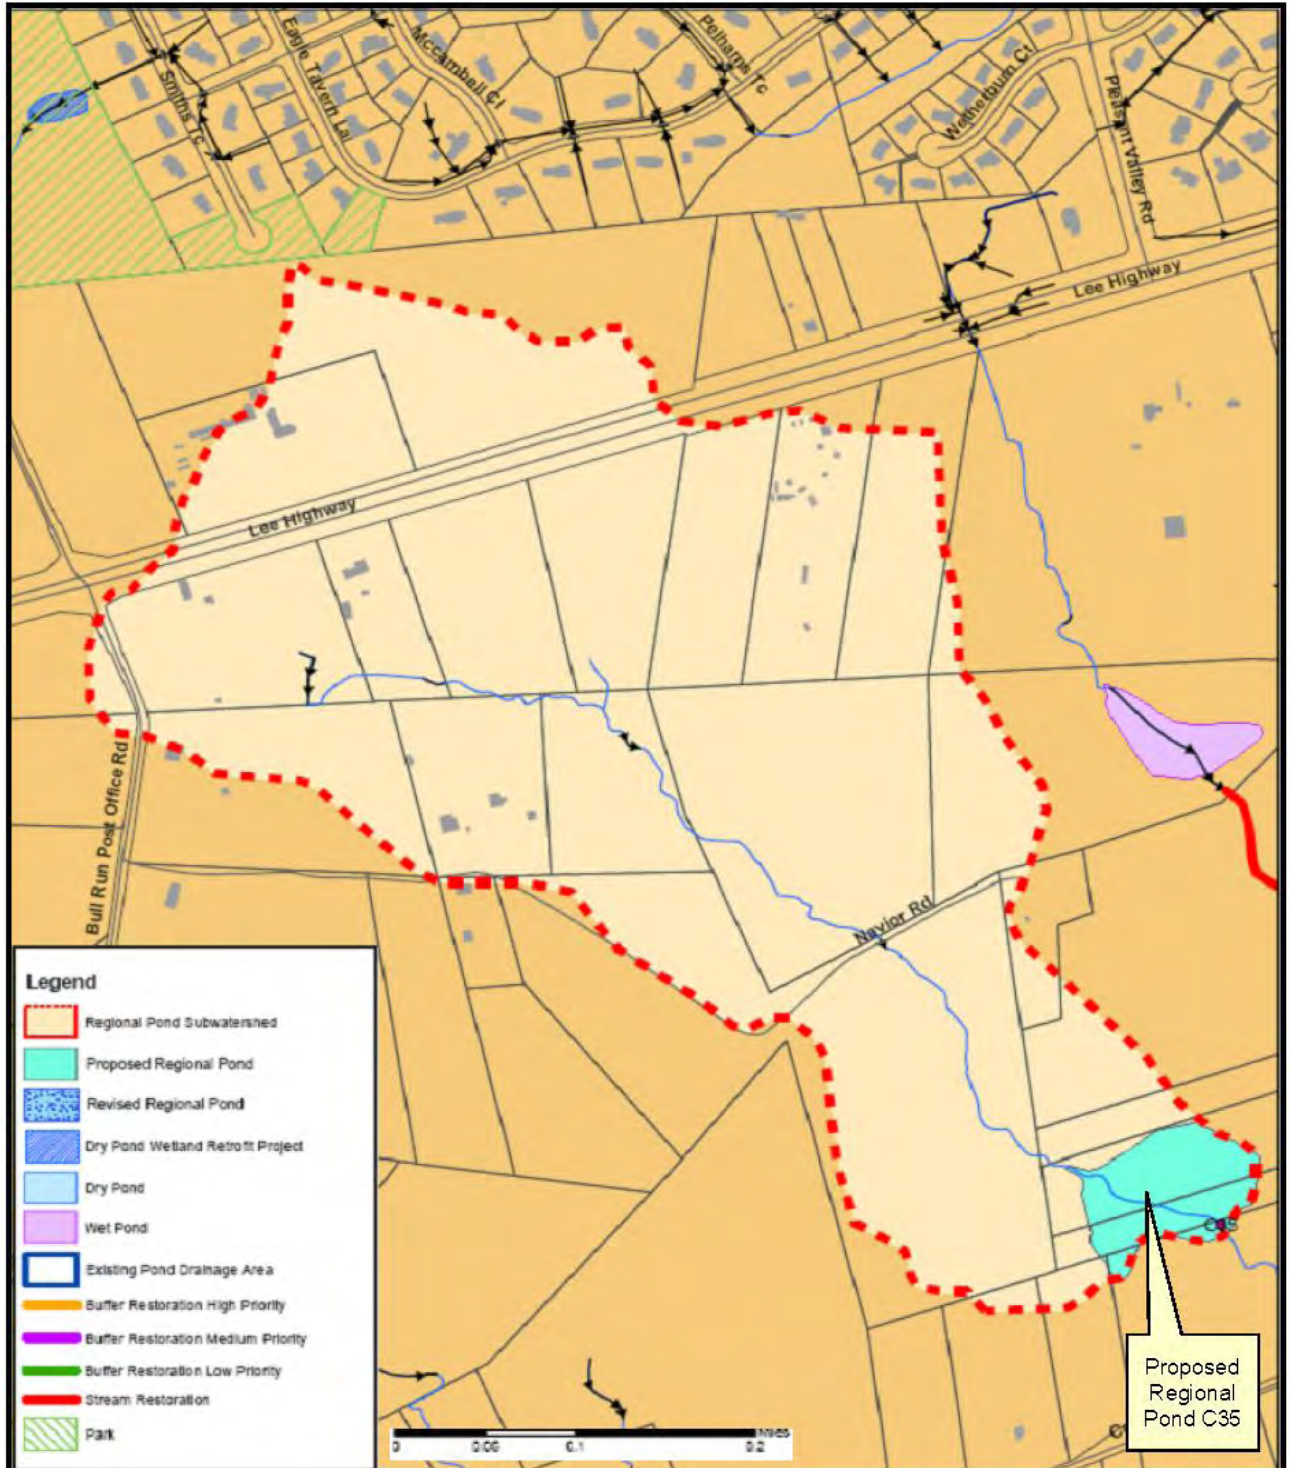 Smiths Tc
Eagle Tavern La
Mccambell Ct
Pelhams Tc
Wetherburn Ct
Pleasant Valley Rd
Lee Highway
Lee Highway
Bull Run Post Office Rd
Navior Rd
C35
Proposed
Regional
Pond C35
Legend
Regional Pond Subwatershed
Proposed Regional Pond
Revised Regional Pond
Dry Pond Wetland Retrofit Project
Dry Pond
Wet Pond
Existing Pond Drainage Area
Buffer Restoration High Priority
Buffer Restoration Medium Priority
Buffer Restoration Low Priority
Stream Restoration
Park
Miles
0 0.05 0.1 0.2